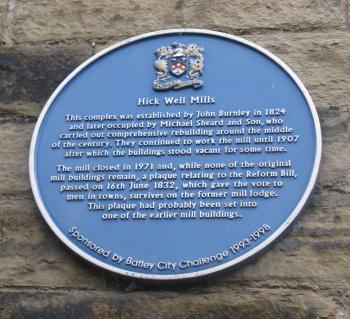 Hick Well Mills
This complex was established by John Burnley in 1824
and later occupied by Michael Sheard and Son, who
carried out comprehensive rebuilding around the middle
of the century. They continued to work the mill until 1907
after which the buildings stood vacant for some time.
The mill closed in 1971 and, while none of the original
mill buildings remain, a plaque relating to the Reform Bill,
passed on 16th June 1832, which gave the vote to
men in towns, survives on the former mill lodge.
This plaque had probably been set into
one of the earlier mill buildings.
Sponsored by Batley City Challenge 1993-1998